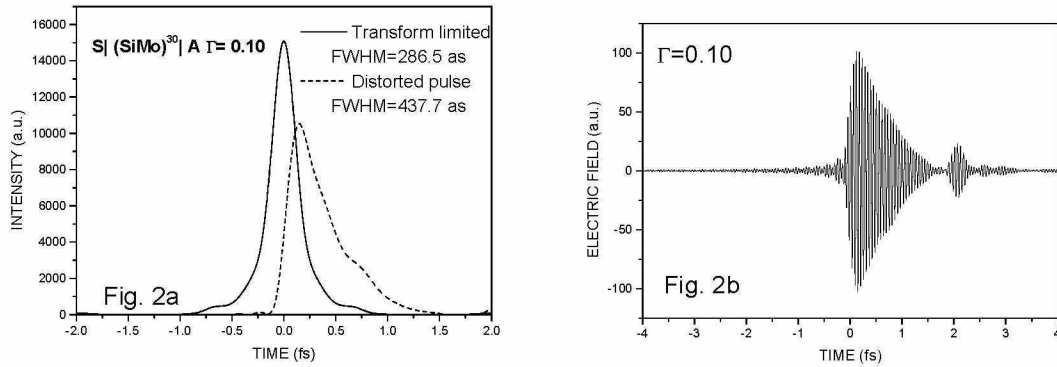 S| (SiMo)³⁰| A Γ= 0.10
Transform limited
FWHM=286.5 as
Distorted pulse
FWHM=437.7 as
16000
14000
12000
10000
8000
6000
4000
2000
0
INTENSITY (a.u.)
Fig. 2a
-2.0 -1.5 -1.0 -0.5 0.0 0.5 1.0 1.5 2.0
TIME (fs)
Γ=0.10
100
50
0
-50
-100
ELECTRIC FIELD (a.u.)
Fig. 2b
-4 -3 -2 -1 0 1 2 3 4
TIME (fs)